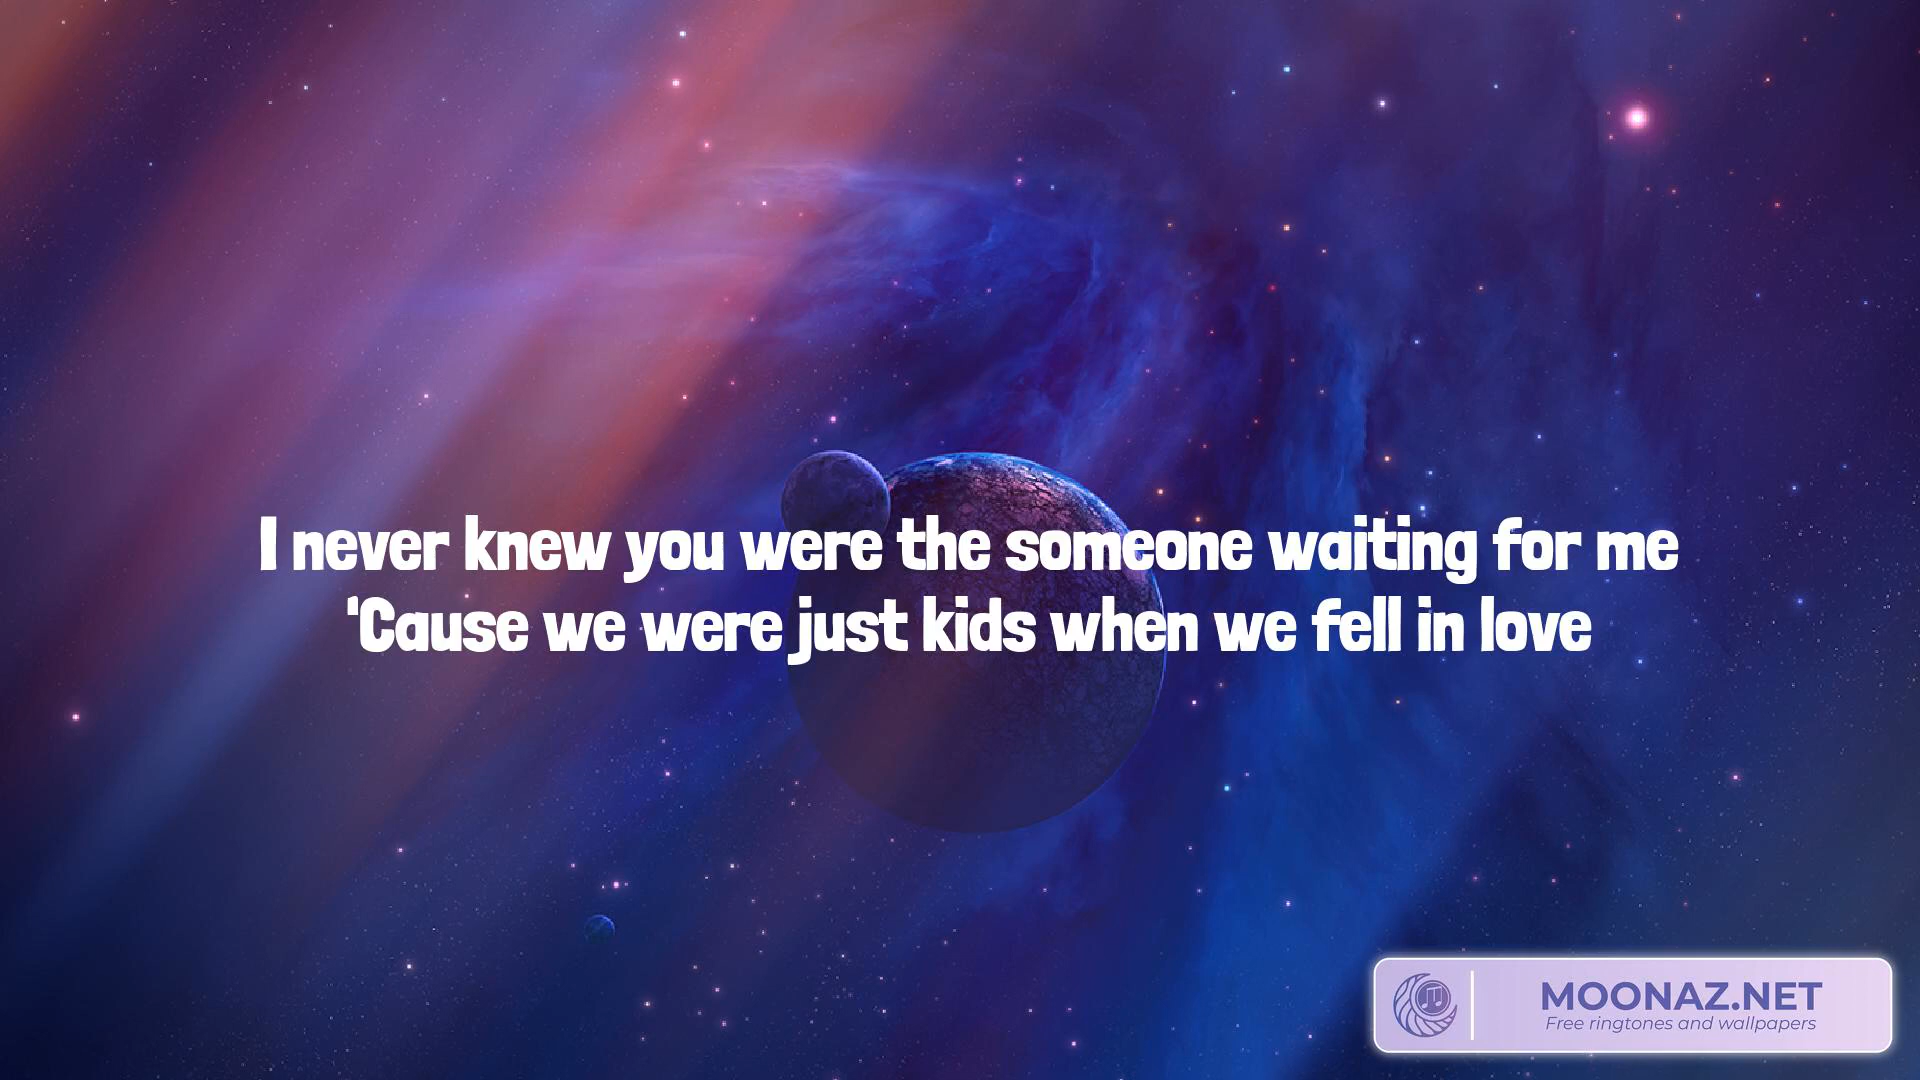 I never knew you were the someone waiting for me
'Cause we were just kids when we fell in love
MOONAZ.NET
Free ringtones and wallpapers